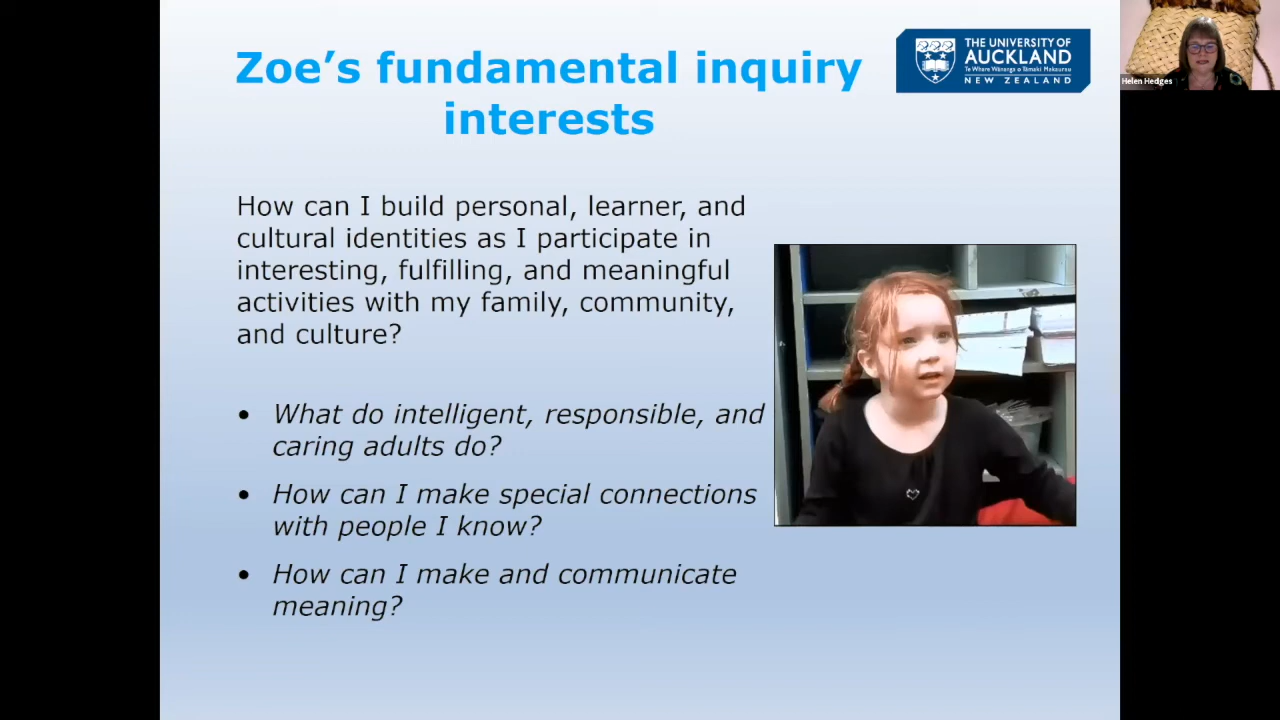 Zoe’s fundamental inquiry
interests
THE UNIVERSITY OF
AUCKLAND
Te Whare Wānanga o Tāmaki Makaurau
NEW ZEALAND
Helen Hedges
How can I build personal, learner, and
cultural identities as I participate in
interesting, fulfilling, and meaningful
activities with my family, community,
and culture?
• What do intelligent, responsible, and
caring adults do?
• How can I make special connections
with people I know?
• How can I make and communicate
meaning?